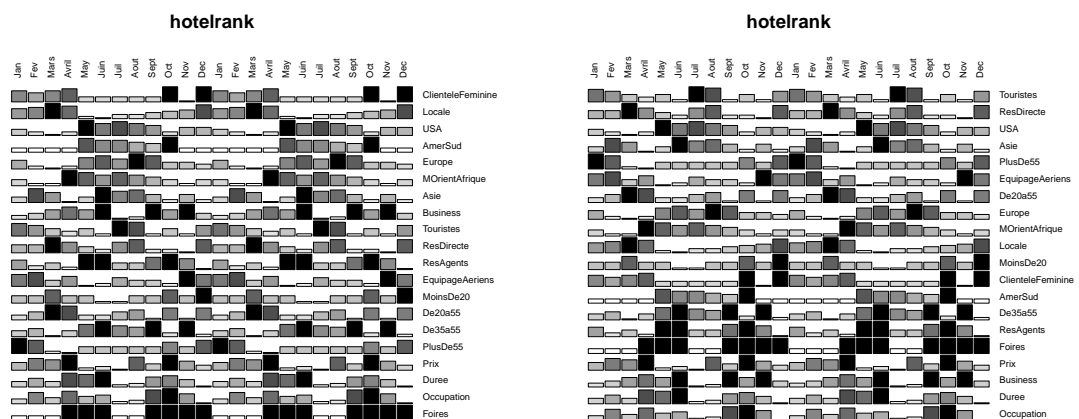 hotelrank
Jan Fev Mars Avril May Juin Juil Aout Sept Oct Nov Dec Jan Fev Mars Avril May Juin Juil Aout Sept Oct Nov Dec
ClienteleFeminine
Locale
USA
AmerSud
Europe
MOrientAfrique
Asie
Business
Touristes
ResDirecte
ResAgents
EquipageAeriens
MoinsDe20
De20a55
De35a55
PlusDe55
Prix
Duree
Occupation
Foires
hotelrank
Jan Fev Mars Avril May Juin Juil Aout Sept Oct Nov Dec Jan Fev Mars Avril May Juin Juil Aout Sept Oct Nov Dec
Touristes
ResDirecte
USA
Asie
PlusDe55
EquipageAeriens
De20a55
Europe
MOrientAfrique
Locale
MoinsDe20
ClienteleFeminine
AmerSud
De35a55
ResAgents
Foires
Prix
Business
Duree
Occupation